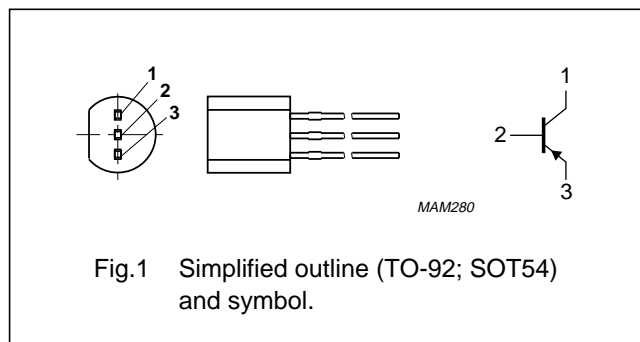 1
2
3
1
2
3
MAM280
Fig.1 Simplified outline (TO-92; SOT54)
and symbol.